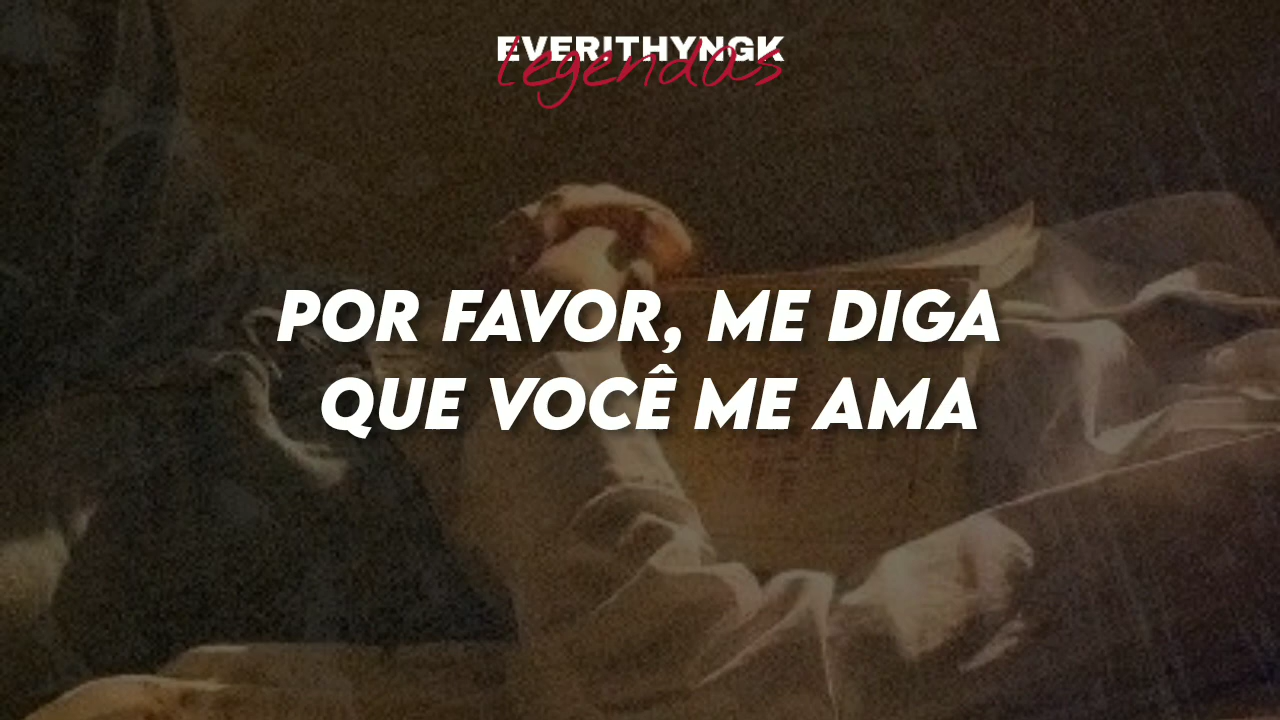 EVERITHYNGK
legendas
POR FAVOR, ME DIGA
QUE VOCÊ ME AMA